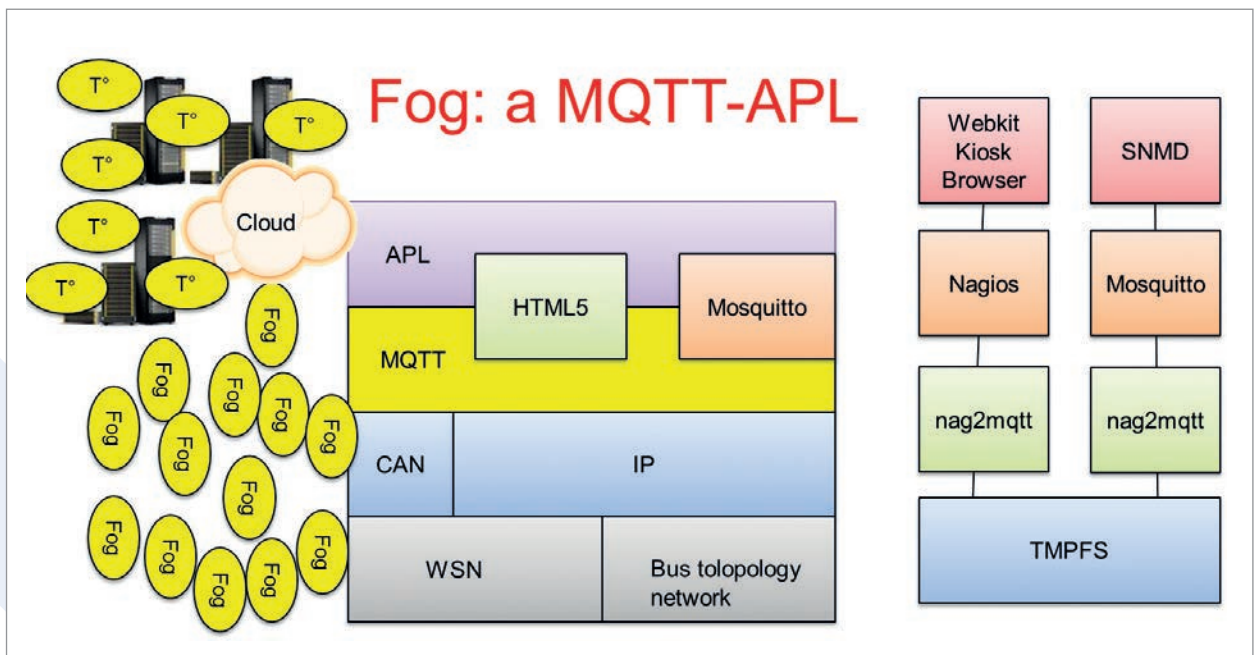 Fog: a MQTT-APL
T°
T°
T°
T°
T°
T°
T°
Cloud
Fog
Fog
Fog
Fog
Fog
Fog
Fog
Fog
Fog
Fog
Fog
Fog
Fog
Fog
APL
HTML5
Mosquitto
MQTT
CAN
IP
WSN
Bus tolopology
network
Webkit
Kiosk
Browser
SNMD
Nagios
Mosquitto
nag2mqtt
nag2mqtt
TMPFS